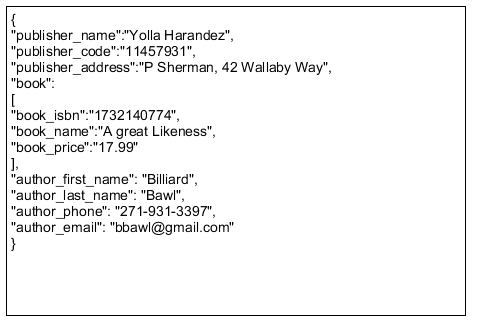 {
"publisher_name":"Yolla Harandez",
"publisher_code":"11457931",
"publisher_address":"P Sherman, 42 Wallaby Way",
"book":
[
"book_isbn":"1732140774",
"book_name":"A great Likeness",
"book_price":"17.99"
],
"author_first_name": "Billiard",
"author_last_name": "Bawl",
"author_phone": "271-931-3397",
"author_email": "bbawl@gmail.com"
}